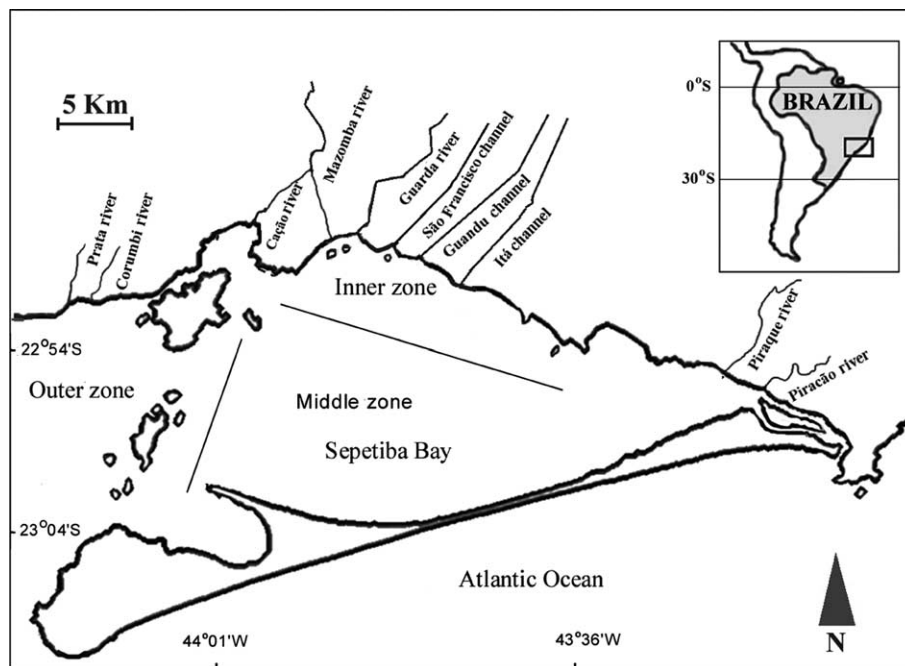 5 Km
Prata river
Corumbi river
Cação river
Mazomba river
Guarda river
São Francisco channel
Guandu channel
Itá channel
0°S
BRAZIL
30°S
Inner zone
Piraque river
Piracão river
22°54'S
Outer zone
Middle zone
Sepetiba Bay
23°04'S
Atlantic Ocean
44°01'W
43°36'W
N